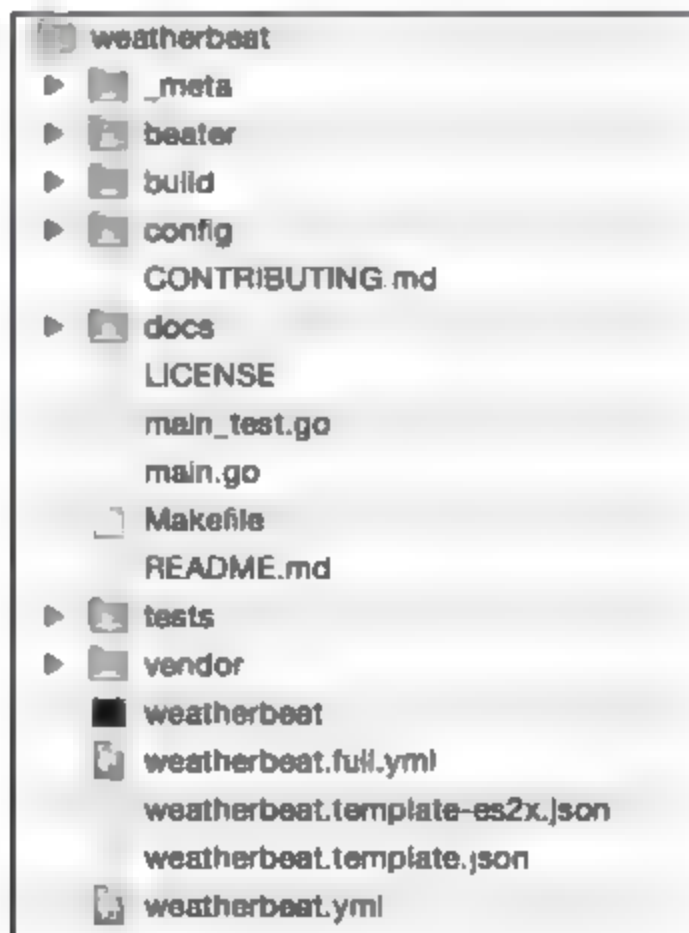 weatherbeat
_meta
beater
build
config
CONTRIBUTING.md
docs
LICENSE
main_test.go
main.go
Makefile
README.md
tests
vendor
weatherbeat
weatherbeat.full.yml
weatherbeat.template-es2x.json
weatherbeat.template.json
weatherbeat.yml